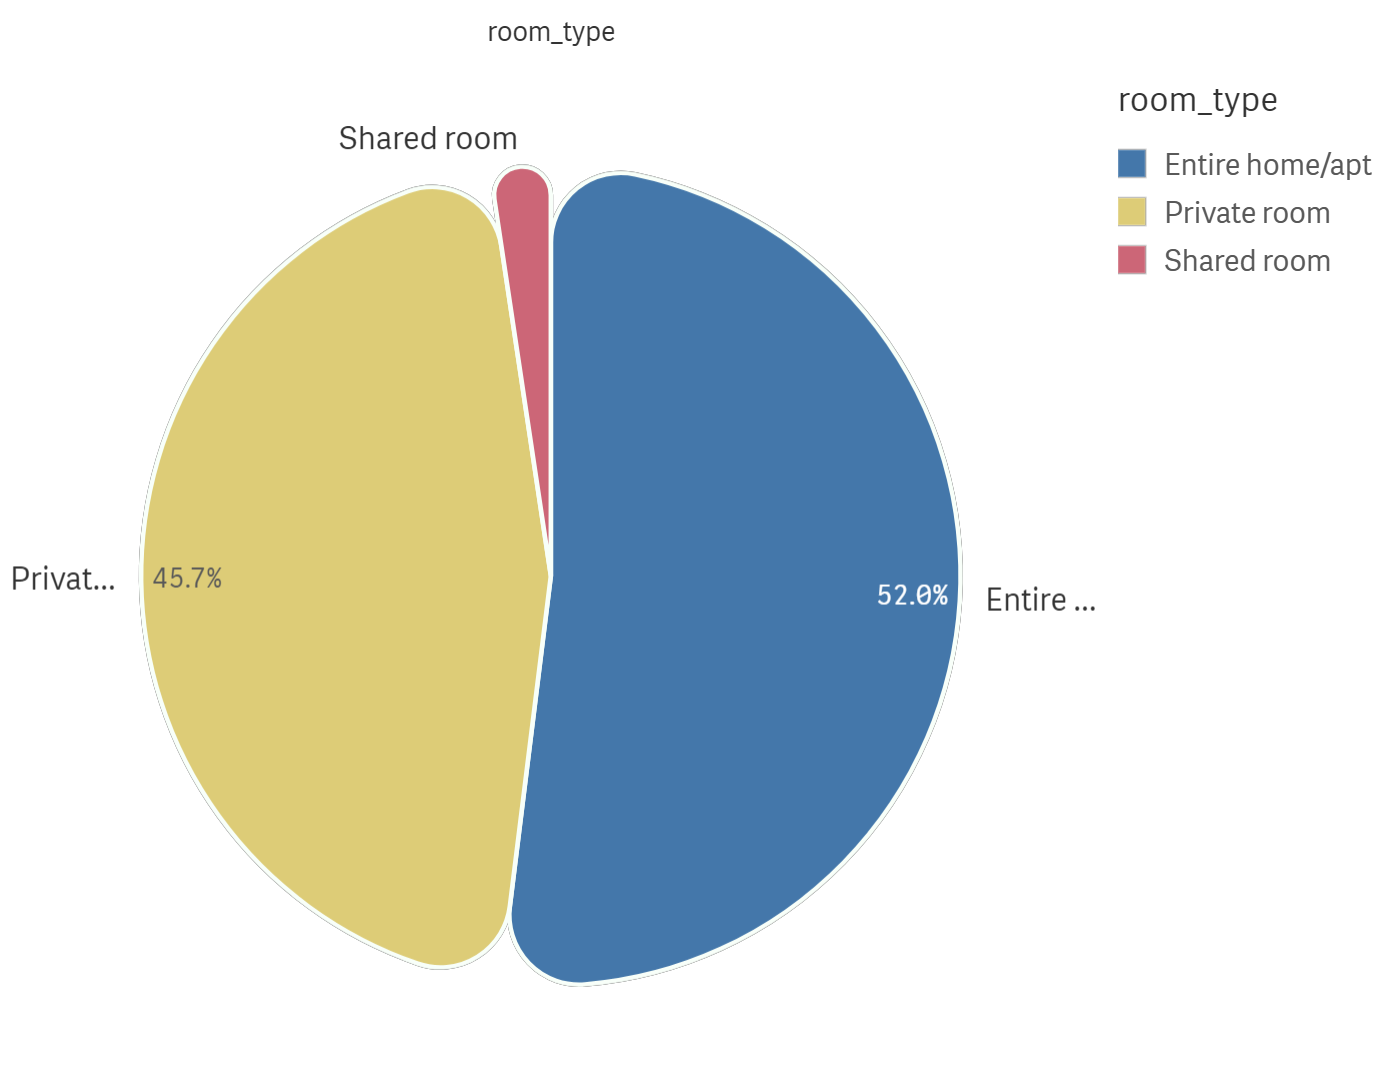 room_type
room_type
Entire home/apt
Private room
Shared room
Shared room
Privat...
45.7%
52.0%
Entire ...